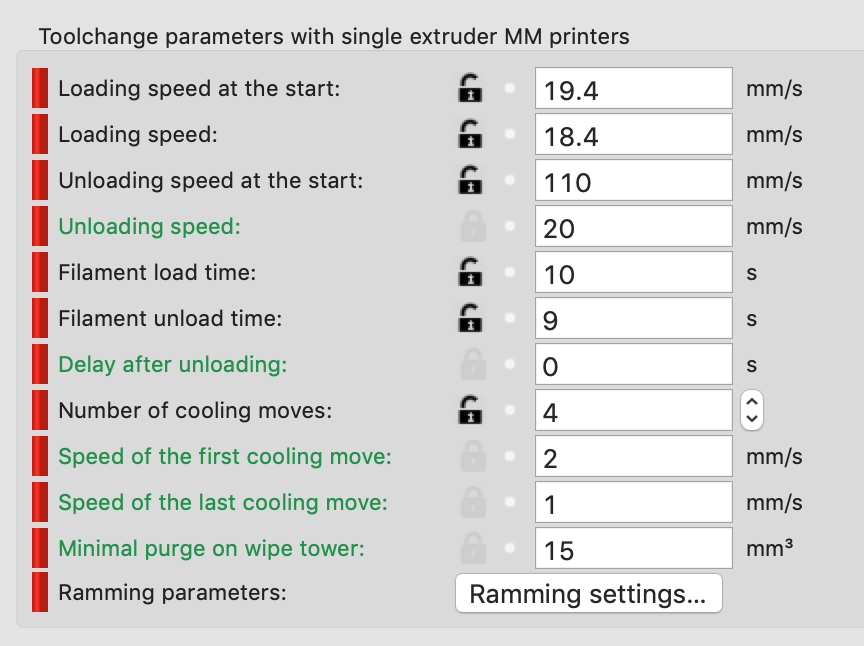 Toolchange parameters with single extruder MM printers
Loading speed at the start: 19.4 mm/s
Loading speed: 18.4 mm/s
Unloading speed at the start: 110 mm/s
Unloading speed: 20 mm/s
Filament load time: 10 s
Filament unload time: 9 s
Delay after unloading: 0 s
Number of cooling moves: 4
Speed of the first cooling move: 2 mm/s
Speed of the last cooling move: 1 mm/s
Minimal purge on wipe tower: 15 mm³
Ramming parameters: Ramming settings...